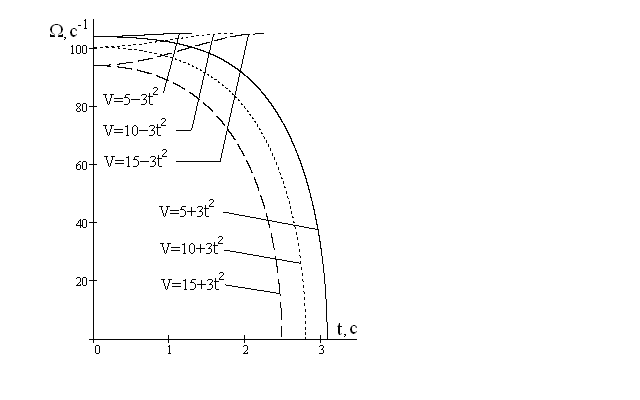 Ω, c⁻¹
100
V=5−3t²
80
V=10−3t²
V=15−3t²
60
V=5+3t²
40
V=10+3t²
V=15+3t²
20
t, c
0 1 2 3